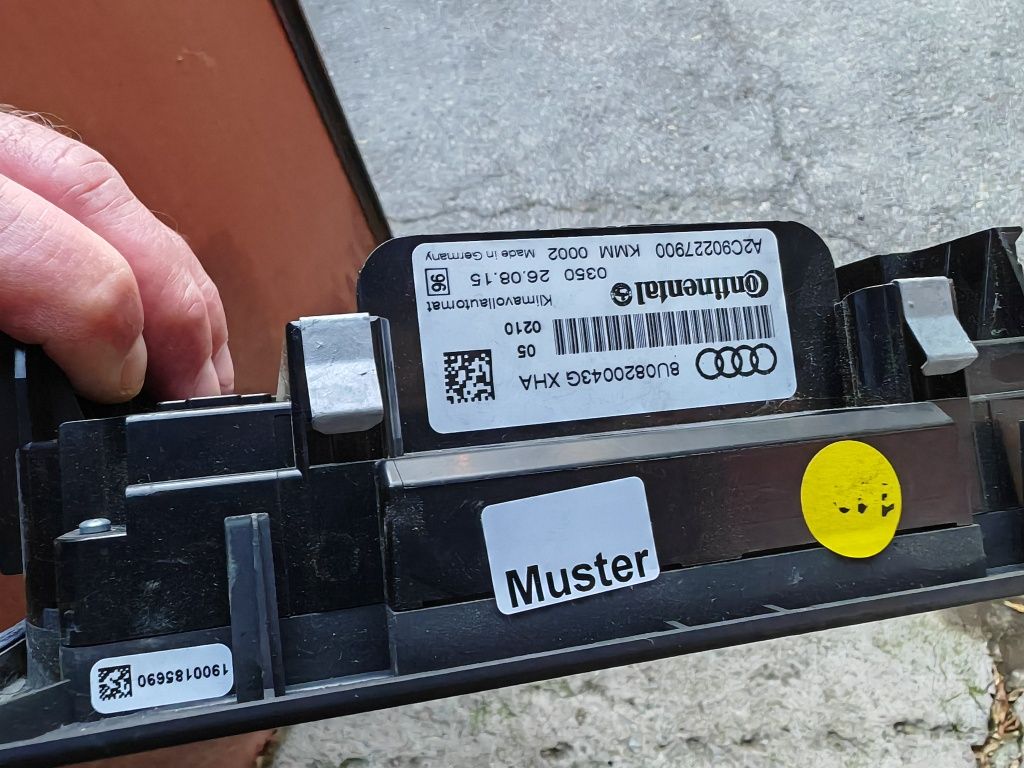 8U0820043G XHA
05
0210
Continental
Klimavollautomat
0350 26.08.15
96
A2C90227900 KMM 0002 Made in Germany
Muster
1900185690